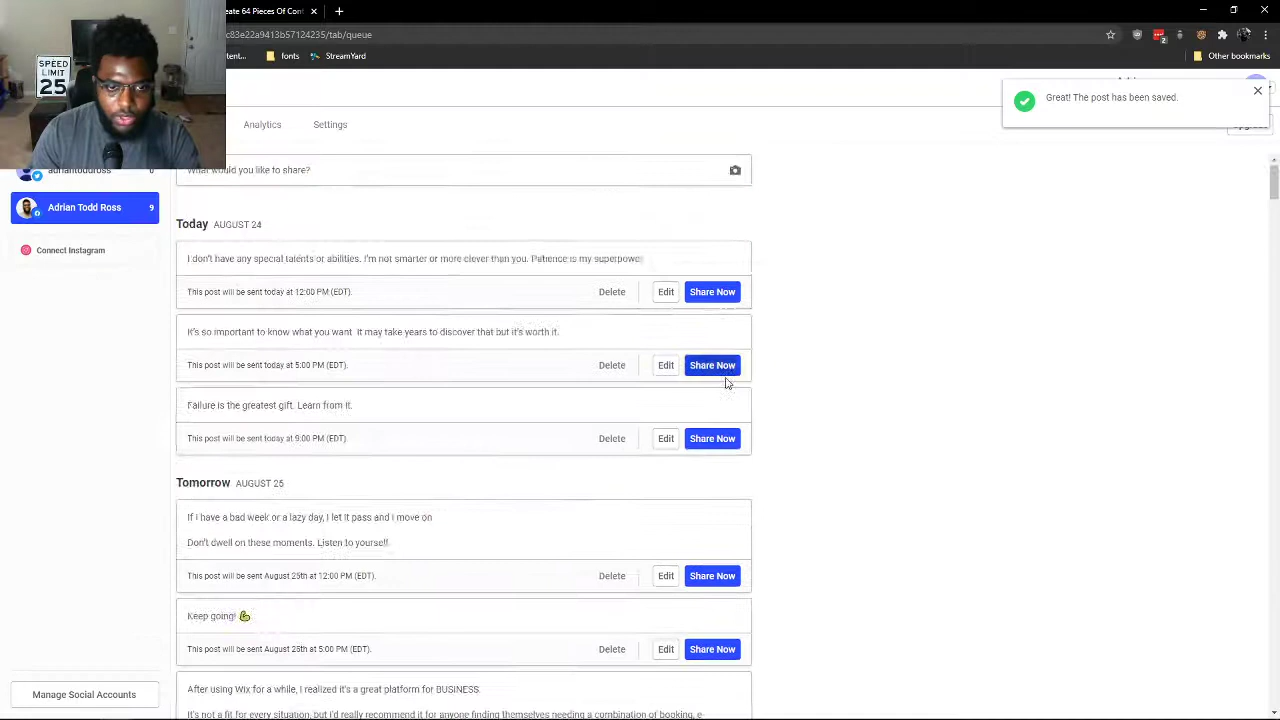 eate 64 Pieces Of Cont
c83e22a9413b57124235/tab/queue
tent...
fonts
StreamYard
Other bookmarks
SPEED
LIMIT
25
Great! The post has been saved.
Analytics
Settings
What would you like to share?
adriantoddross 0
Adrian Todd Ross 9
Connect Instagram
Today AUGUST 24
I don't have any special talents or abilities. I'm not smarter or more clever than you. Patience is my superpowe
This post will be sent today at 12:00 PM (EDT).
Delete
Edit
Share Now
It's so important to know what you want It may take years to discover that but it's worth it.
This post will be sent today at 5:00 PM (EDT).
Delete
Edit
Share Now
Failure is the greatest gift. Learn from it.
This post will be sent today at 9:00 PM (EDT).
Delete
Edit
Share Now
Tomorrow AUGUST 25
If I have a bad week or a lazy day, I let it pass and I move on
Don't dwell on these moments. Listen to yourself.
This post will be sent August 25th at 12:00 PM (EDT).
Delete
Edit
Share Now
Keep going! 💪
This post will be sent August 25th at 5:00 PM (EDT).
Delete
Edit
Share Now
After using Wix for a while, I realized it's a great platform for BUSINESS.
It's not a fit for every situation, but I'd really recommend it for anyone finding themselves needing a combination of booking, e-
Manage Social Accounts